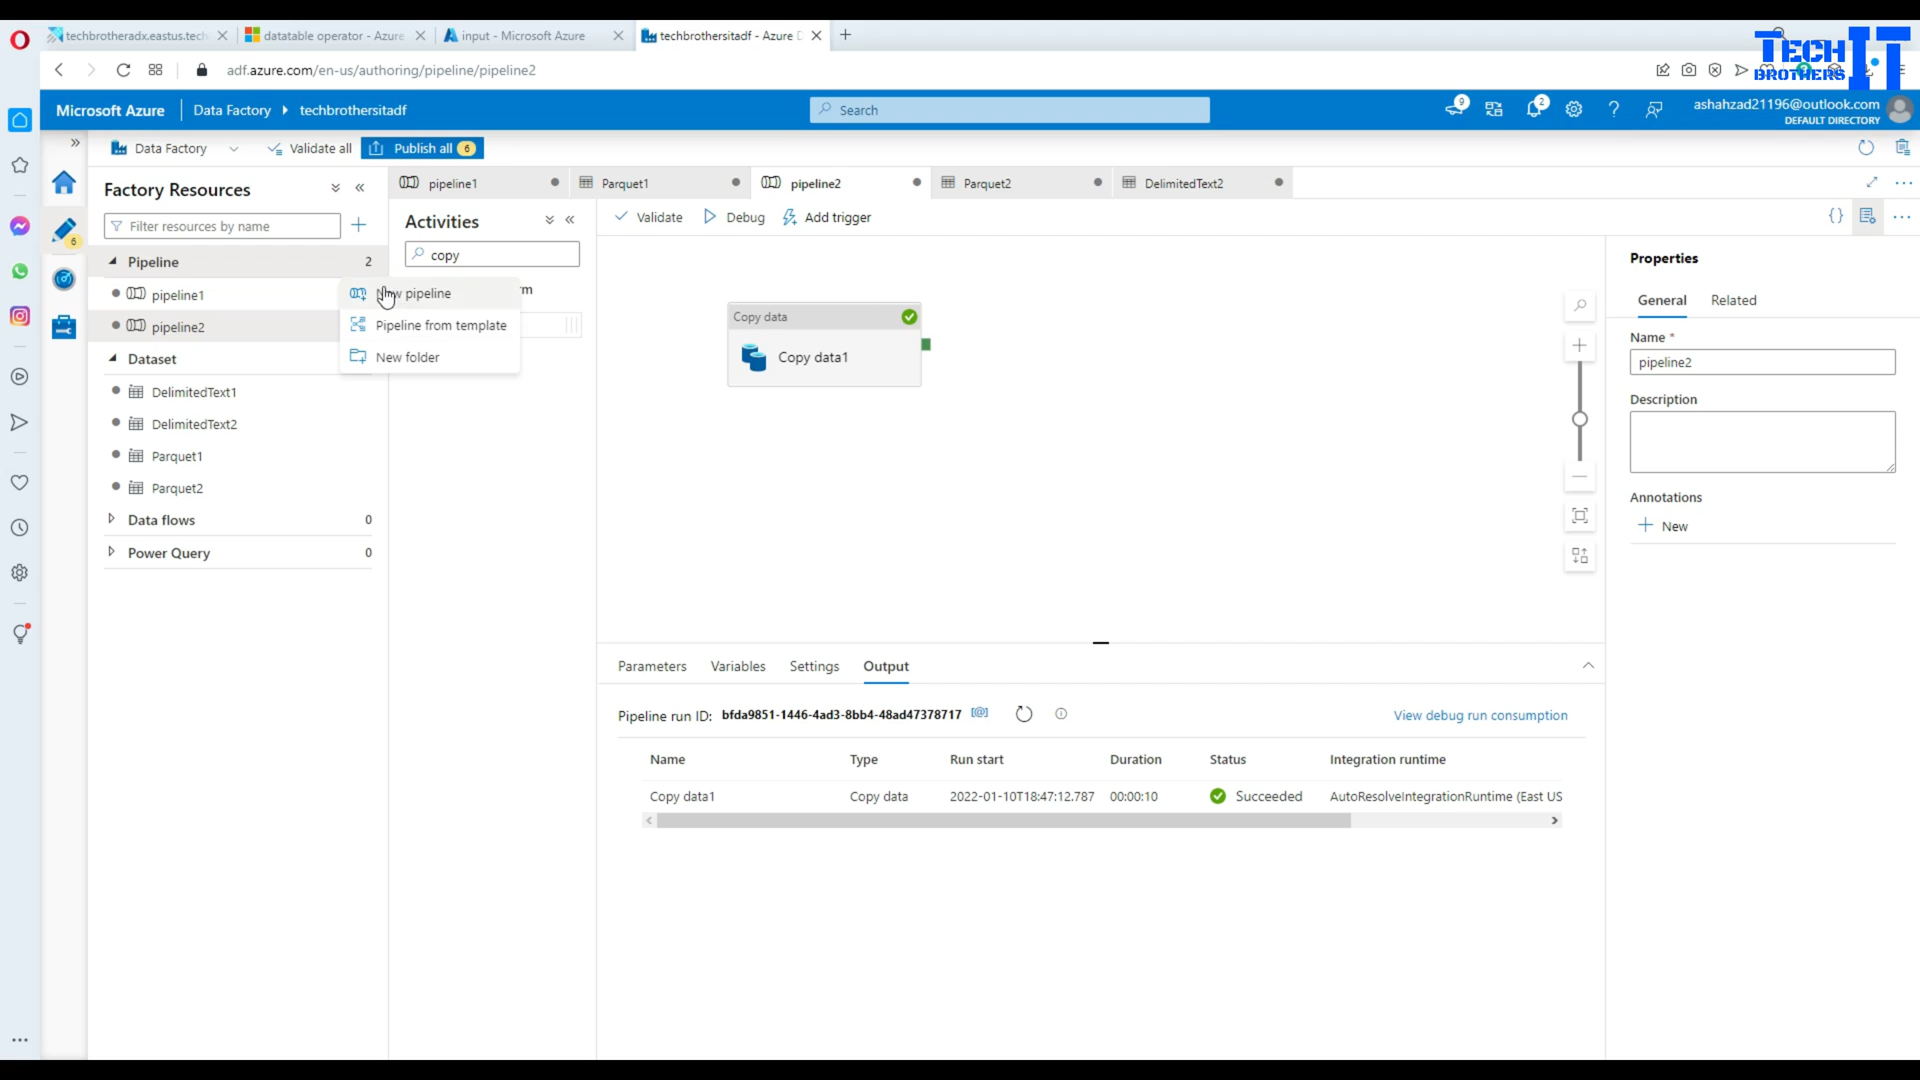 techbrotheradx.eastus.tech
datatable operator - Azure
input - Microsoft Azure
techbrothersitadf - Azure D
TECH IT
BROTHERS
adf.azure.com/en-us/authoring/pipeline/pipeline2
Microsoft Azure
Data Factory
techbrothersitadf
Search
9
2
ashahzad21196@outlook.com
DEFAULT DIRECTORY
Data Factory
Validate all
Publish all 6
Factory Resources
pipeline1
Parquet1
pipeline2
Parquet2
DelimitedText2
Filter resources by name
Activities
Validate
Debug
Add trigger
6
copy
Pipeline 2
Properties
pipeline1
New pipeline
rm
General
Related
pipeline2
Pipeline from template
Copy data
Name *
pipeline2
Dataset
New folder
Copy data1
Description
DelimitedText1
DelimitedText2
Parquet1
Parquet2
Annotations
New
Data flows 0
Power Query 0
Parameters
Variables
Settings
Output
Pipeline run ID: bfda9851-1446-4ad3-8bb4-48ad47378717
View debug run consumption
Name Type Run start Duration Status Integration runtime
Copy data1 Copy data 2022-01-10T18:47:12.787 00:00:10 Succeeded AutoResolveIntegrationRuntime (East US